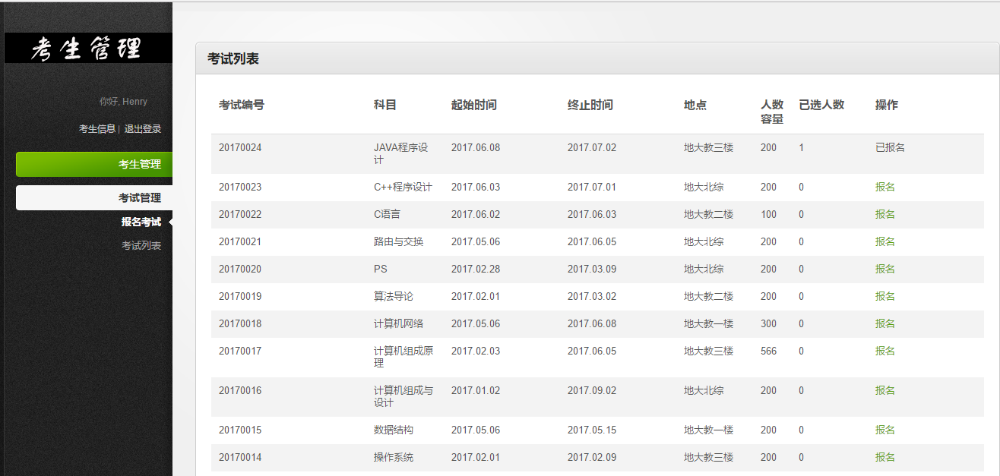 考生管理
你好, Henry
考生信息 | 退出登录
考生管理
考试管理
报名考试
考试列表
考试列表
考试编号 科目 起始时间 终止时间 地点 人数容量 已选人数 操作
20170024 JAVA程序设计 2017.06.08 2017.07.02 地大教三楼 200 1 已报名
20170023 C++程序设计 2017.06.03 2017.07.01 地大北综 200 0 报名
20170022 C语言 2017.06.02 2017.06.03 地大教二楼 100 0 报名
20170021 路由与交换 2017.05.06 2017.06.05 地大北综 200 0 报名
20170020 PS 2017.02.28 2017.03.09 地大北综 200 0 报名
20170019 算法导论 2017.02.01 2017.03.02 地大教二楼 200 0 报名
20170018 计算机网络 2017.05.06 2017.06.08 地大教一楼 300 0 报名
20170017 计算机组成原理 2017.02.03 2017.06.05 地大教三楼 566 0 报名
20170016 计算机组成与设计 2017.01.02 2017.09.02 地大北综 200 0 报名
20170015 数据结构 2017.05.06 2017.05.15 地大教一楼 200 0 报名
20170014 操作系统 2017.02.01 2017.02.09 地大教三楼 200 0 报名